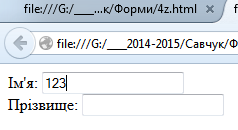 file:///G:/____...к/Форми/4z.html
file:///G:/____2014-2015/Савчук/Ф
Ім'я: 123
Прізвище: